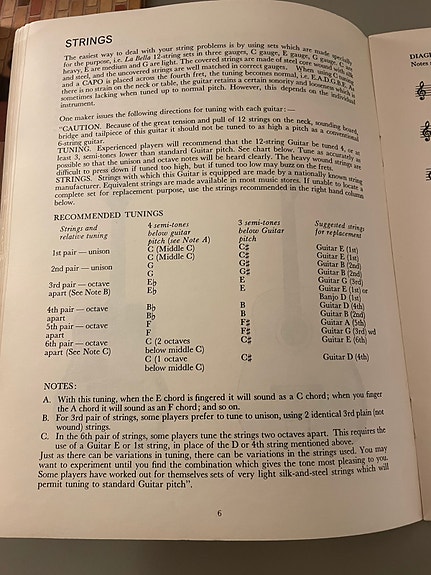 STRINGS
The easiest way to deal with your string problems is by using sets which are made specially
for the purpose, i.e. La Bella 12-string sets in three gauges, C gauge, E gauge, G gauge, C
heavy, E are medium and G are light. The covered strings are made of steel core with silk
and steel, and the uncovered strings are well matched in correct gauges. When using C tuning
and a CAPO is placed across the fourth fret, the tuning becomes normal, i.e. E.A.D.G.B.E. As
there is no strain on the neck or table, the guitar retains a certain sonority and looseness which is
sometimes lacking when tuned up to normal pitch. However, this depends on the individual
instrument.
One maker issues the following directions for tuning with each guitar:—
"CAUTION. Because of the great tension and pull of 12 strings on the neck, sounding board,
bridge and tailpiece of this guitar it should not be tuned to as high a pitch as a conventional
6-string guitar.
TUNING. Experienced players will recommend that the 12-string Guitar be tuned 4, or at
least 3, semi-tones lower than standard Guitar pitch. See chart below. Tune as accurately as
possible so that the unison and octave notes will be heard clearly. The heavy wound strings are
difficult to press down if tuned too high, but if tuned too low may buzz on the frets.
STRINGS. Strings with which this Guitar is equipped are made by a nationally known string
manufacturer. Equivalent strings are made available in most music stores. If unable to locate a
complete set for replacement purpose, use the strings recommended in the right hand column
below.
RECOMMENDED TUNINGS
Strings and relative tuning 4 semi-tones below guitar pitch (see Note A) 3 semi-tones below Guitar pitch Suggested strings for replacement
1st pair — unison C (Middle C) C♯ Guitar E (1st)
C (Middle C) C♯ Guitar E (1st)
2nd pair — unison G G♯ Guitar B (2nd)
G G♯ Guitar B (2nd)
3rd pair — octave E♭ E Guitar G (3rd)
apart (See Note B) E♭ E Guitar E (1st) or
Banjo D (1st)
4th pair — octave B♭ B Guitar D (4th)
apart B♭ B Guitar B (2nd)
5th pair — octave F F♯ Guitar A (5th)
apart F F♯ Guitar G (3rd) wd
6th pair — octave C (2 octaves C♯ Guitar E (6th)
apart (See Note C) below middle C)
C (1 octave C♯ Guitar D (4th)
below middle C)
NOTES:
A. With this tuning, when the E chord is fingered it will sound as a C chord; when you finger
the A chord it will sound as an F chord; and so on.
B. For 3rd pair of strings, some players prefer to tune to unison, using 2 identical 3rd plain (not
wound) strings.
C. In the 6th pair of strings, some players tune the strings two octaves apart. This requires the
use of a Guitar E or 1st string, in place of the D or 4th string mentioned above.
Just as there can be variations in tuning, there can be variations in the strings used. You may
want to experiment until you find the combination which gives the tone most pleasing to you.
Some players have worked out for themselves sets of very light silk-and-steel strings which will
permit tuning to standard Guitar pitch".
6
DIAG
Notes